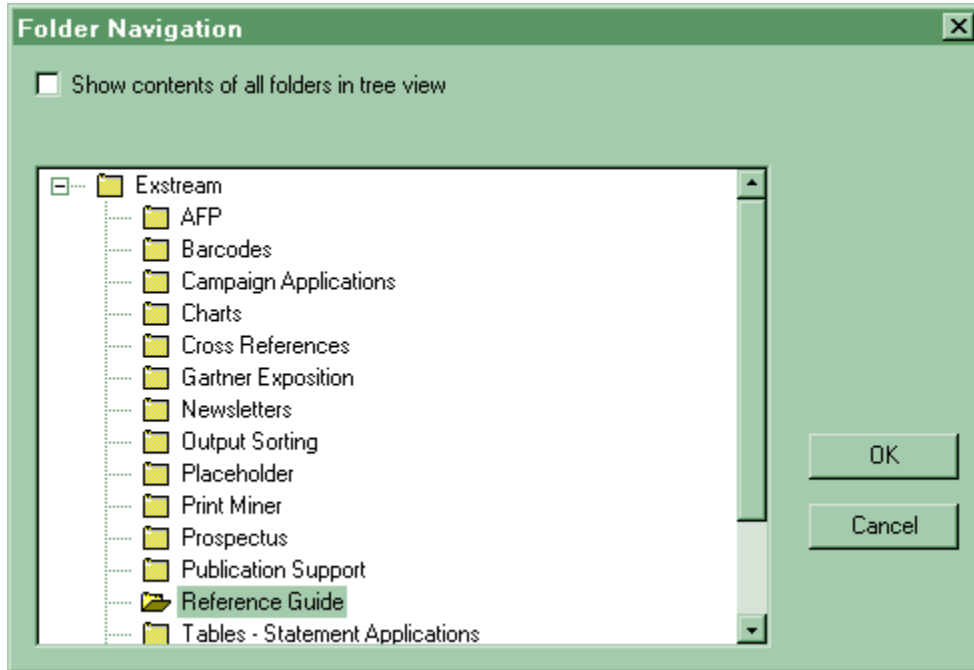 Folder Navigation
Show contents of all folders in tree view
Exstream
AFP
Barcodes
Campaign Applications
Charts
Cross References
Gartner Exposition
Newsletters
Output Sorting
Placeholder
Print Miner
Prospectus
Publication Support
Reference Guide
Tables - Statement Applications
OK
Cancel